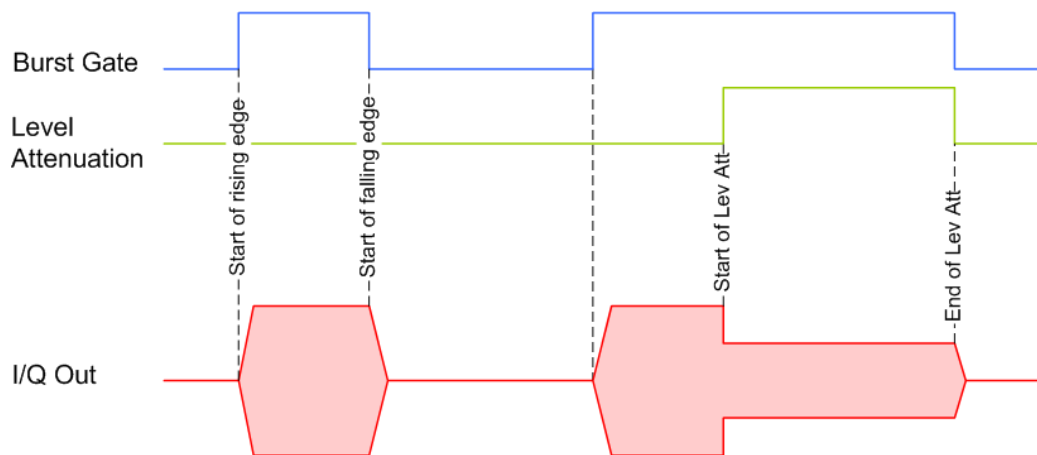 Burst Gate
Level
Attenuation
Start of rising edge
Start of falling edge
Start of Lev Att
End of Lev Att
I/Q Out